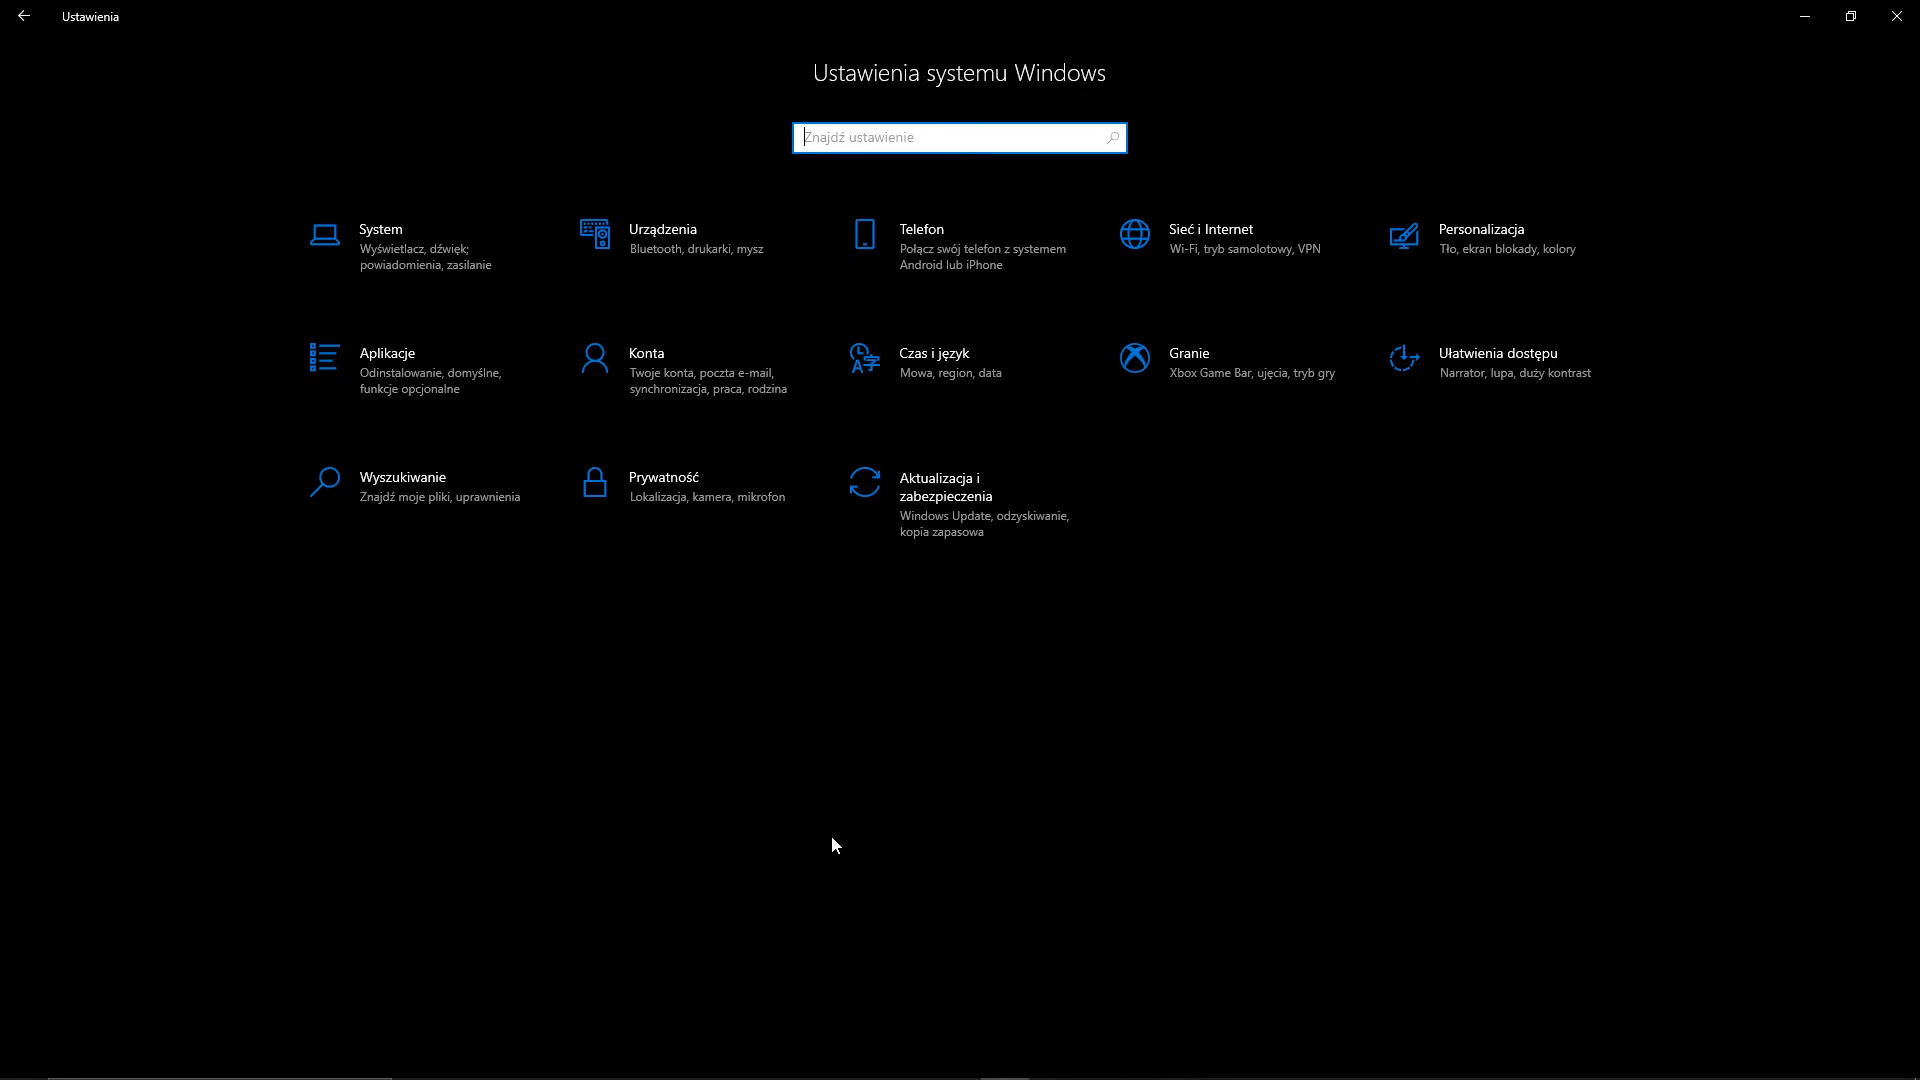 Ustawienia
Ustawienia systemu Windows
Znajdź ustawienie
System
Wyświetlacz, dźwięk;
powiadomienia, zasilanie
Urządzenia
Bluetooth, drukarki, mysz
Telefon
Połącz swój telefon z systemem
Android lub iPhone
Sieć i Internet
Wi-Fi, tryb samolotowy, VPN
Personalizacja
Tło, ekran blokady, kolory
Aplikacje
Odinstalowanie, domyślne,
funkcje opcjonalne
Konta
Twoje konta, poczta e-mail,
synchronizacja, praca, rodzina
Czas i język
Mowa, region, data
Granie
Xbox Game Bar, ujęcia, tryb gry
Ułatwienia dostępu
Narrator, lupa, duży kontrast
Wyszukiwanie
Znajdź moje pliki, uprawnienia
Prywatność
Lokalizacja, kamera, mikrofon
Aktualizacja i
zabezpieczenia
Windows Update, odzyskiwanie,
kopia zapasowa